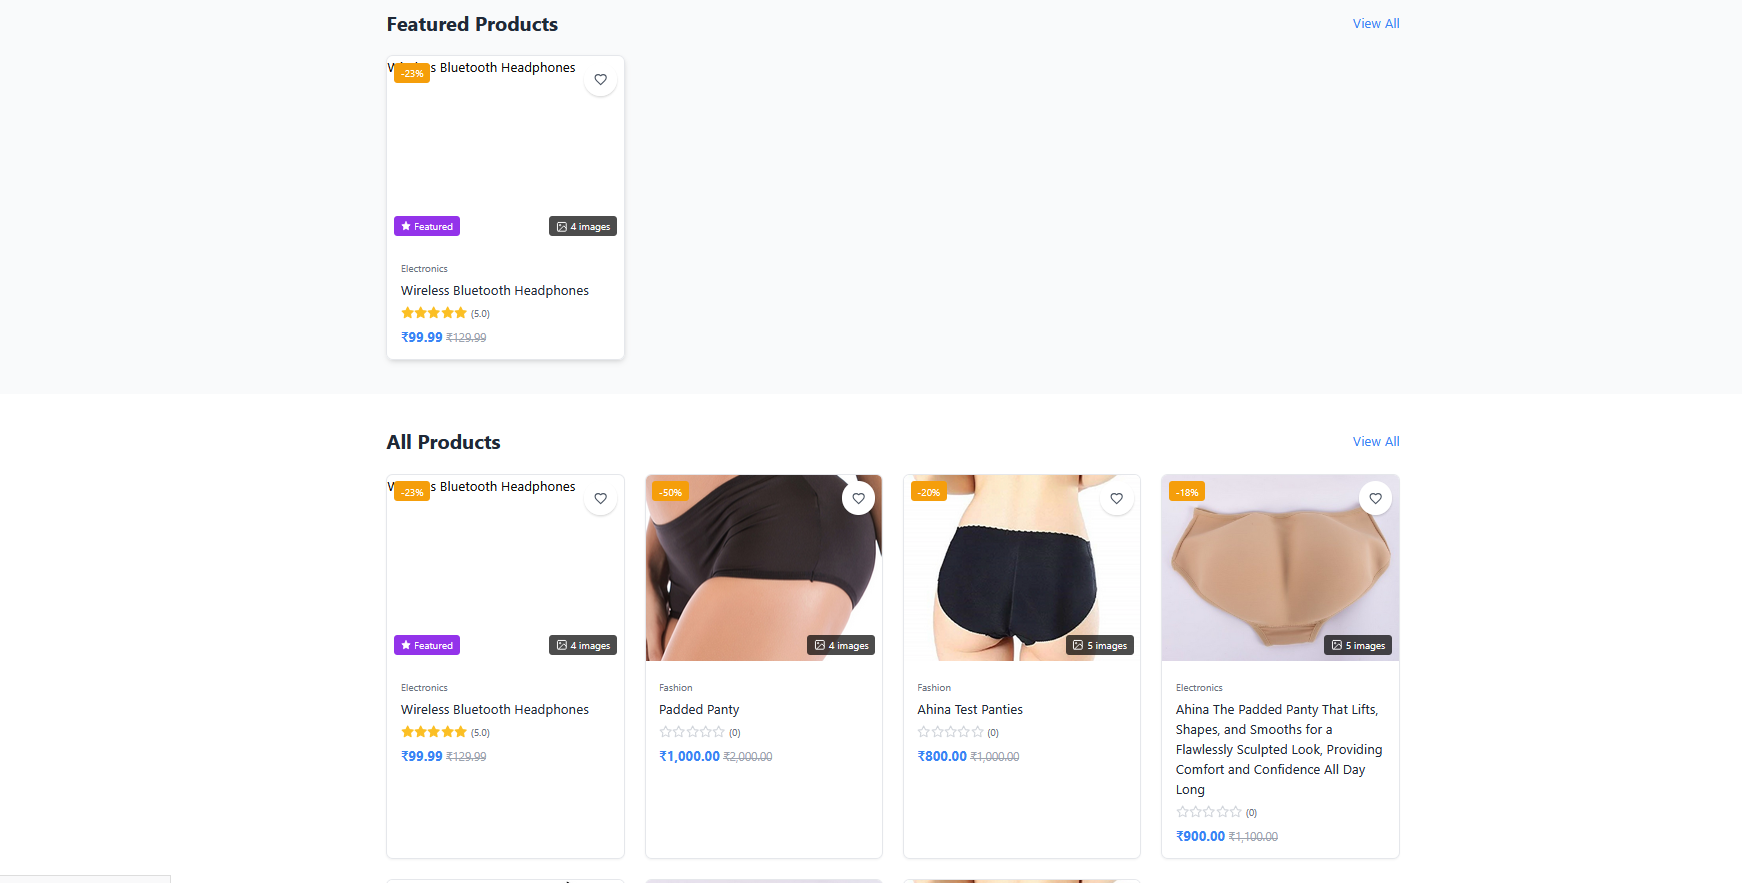 Featured Products
View All
Wireless Bluetooth Headphones
-23%
Featured
4 images
Electronics
Wireless Bluetooth Headphones
(5.0)
₹99.99 ₹129.99
All Products
View All
Wireless Bluetooth Headphones
-23%
Featured
4 images
Electronics
Wireless Bluetooth Headphones
(5.0)
₹99.99 ₹129.99
-50%
4 images
Fashion
Padded Panty
(0)
₹1,000.00 ₹2,000.00
-20%
5 images
Fashion
Ahina Test Panties
(0)
₹800.00 ₹1,000.00
-18%
5 images
Electronics
Ahina The Padded Panty That Lifts,
Shapes, and Smooths for a
Flawlessly Sculpted Look, Providing
Comfort and Confidence All Day
Long
(0)
₹900.00 ₹1,100.00